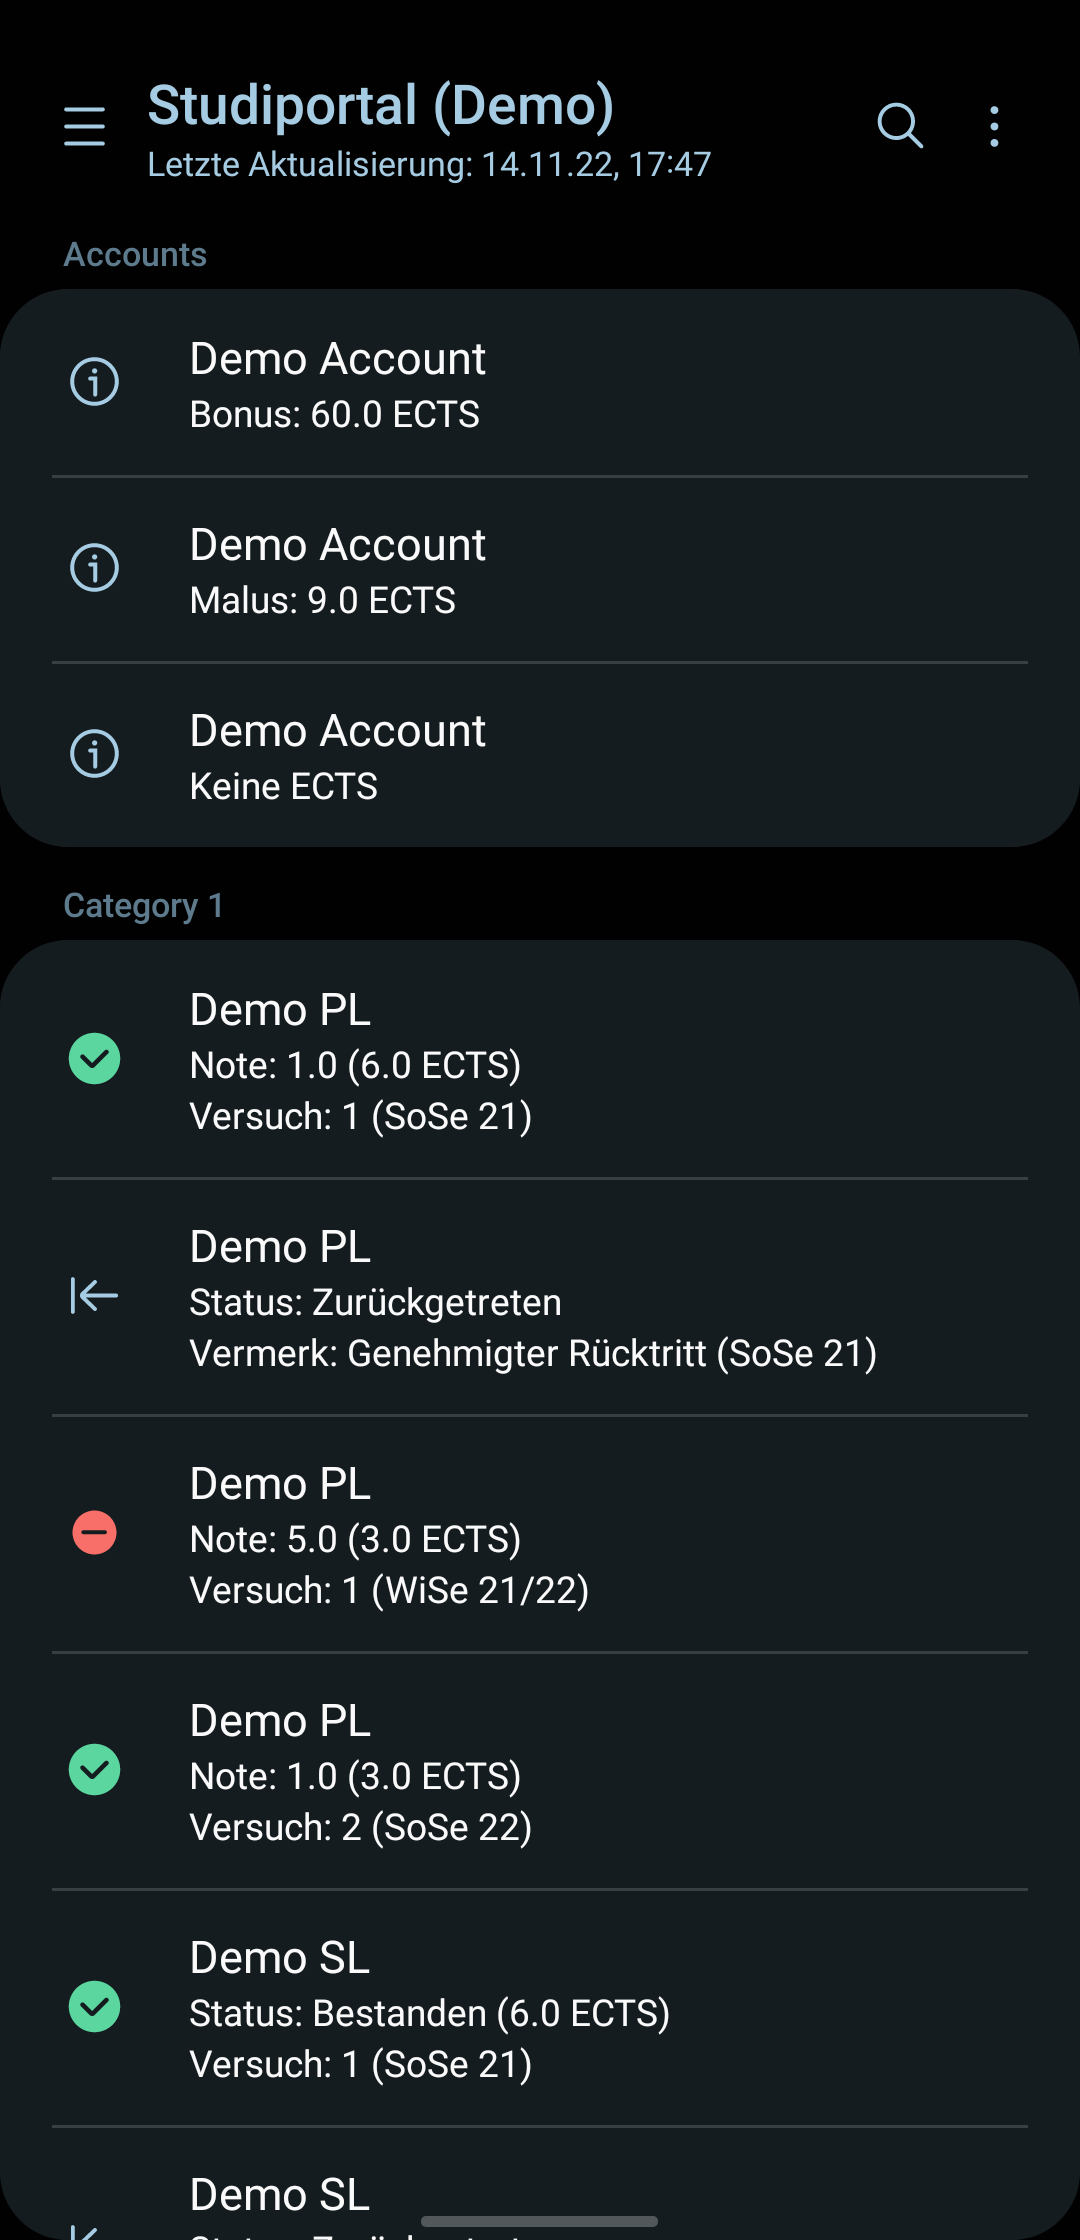 Studiportal (Demo)
Letzte Aktualisierung: 14.11.22, 17:47
Accounts
Demo Account
Bonus: 60.0 ECTS
Demo Account
Malus: 9.0 ECTS
Demo Account
Keine ECTS
Category 1
Demo PL
Note: 1.0 (6.0 ECTS)
Versuch: 1 (SoSe 21)
Demo PL
Status: Zurückgetreten
Vermerk: Genehmigter Rücktritt (SoSe 21)
Demo PL
Note: 5.0 (3.0 ECTS)
Versuch: 1 (WiSe 21/22)
Demo PL
Note: 1.0 (3.0 ECTS)
Versuch: 2 (SoSe 22)
Demo SL
Status: Bestanden (6.0 ECTS)
Versuch: 1 (SoSe 21)
Demo SL